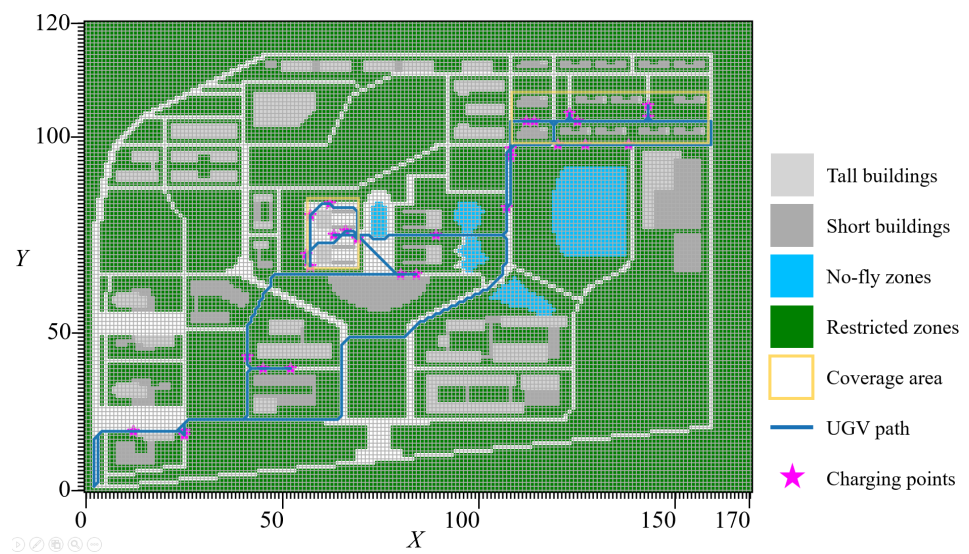 120
100
Y
50
0
0
50
100
150
170
X
Tall buildings
Short buildings
No-fly zones
Restricted zones
Coverage area
UGV path
Charging points